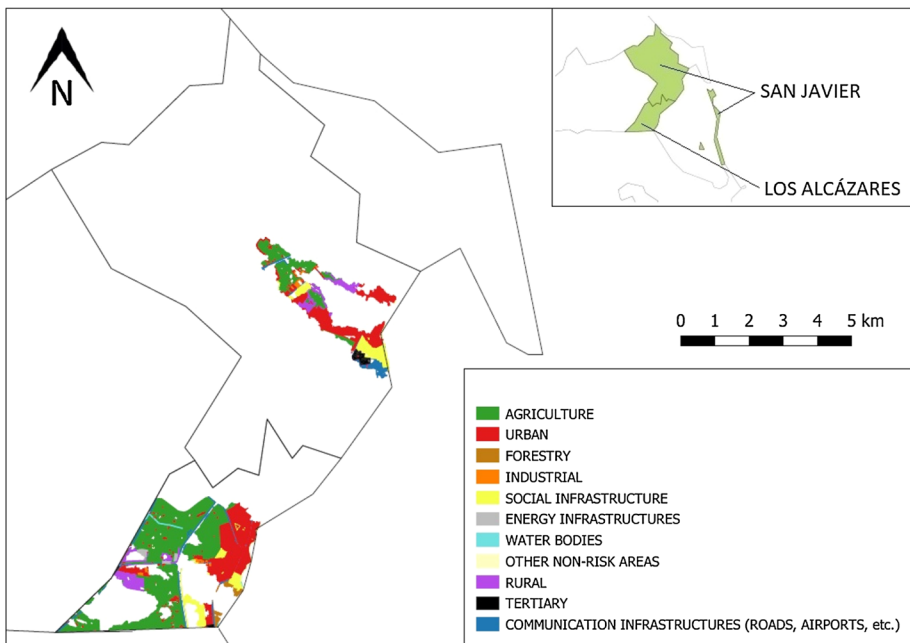 N
SAN JAVIER
LOS ALCÁZARES
0 1 2 3 4 5 km
AGRICULTURE
URBAN
FORESTRY
INDUSTRIAL
SOCIAL INFRASTRUCTURE
ENERGY INFRASTRUCTURES
WATER BODIES
OTHER NON-RISK AREAS
RURAL
TERTIARY
COMMUNICATION INFRASTRUCTURES (ROADS, AIRPORTS, etc.)